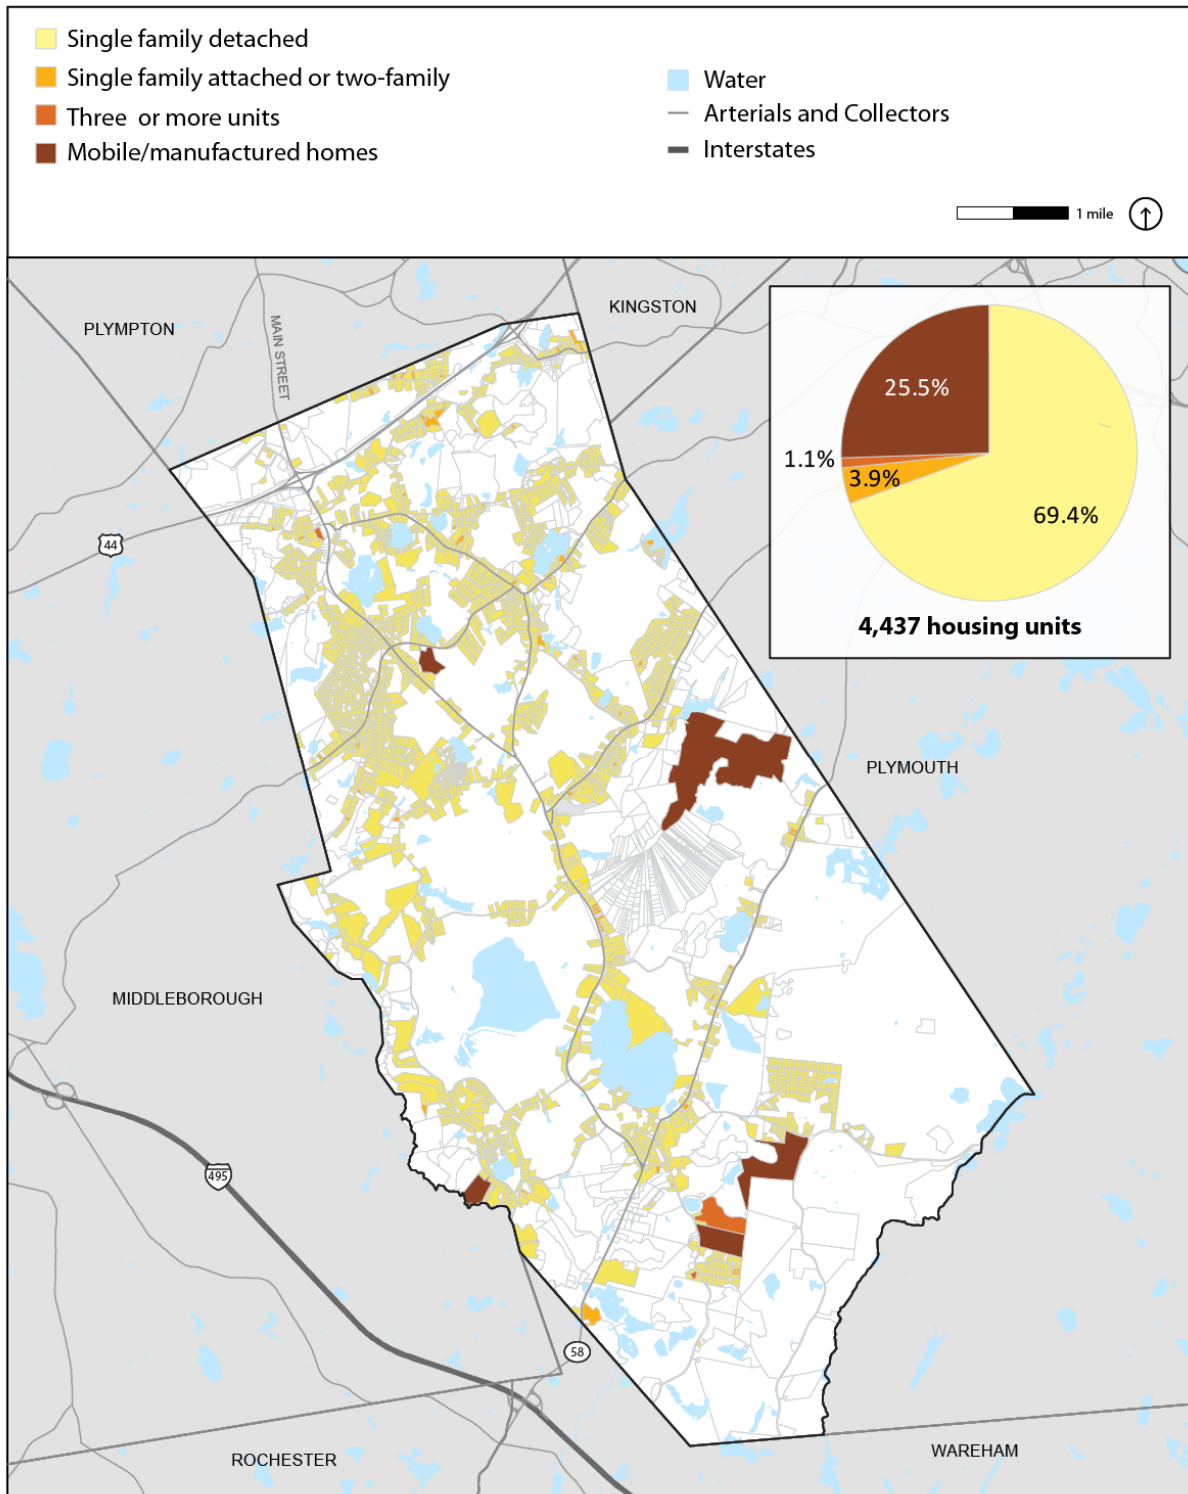 Single family detached
Single family attached or two-family
Three or more units
Mobile/manufactured homes
Water
Arterials and Collectors
Interstates
1 mile
PLYMPTON
MAIN STREET
KINGSTON
25.5%
1.1%
3.9%
69.4%
4,437 housing units
44
PLYMOUTH
MIDDLEBOROUGH
495
58
ROCHESTER
WAREHAM